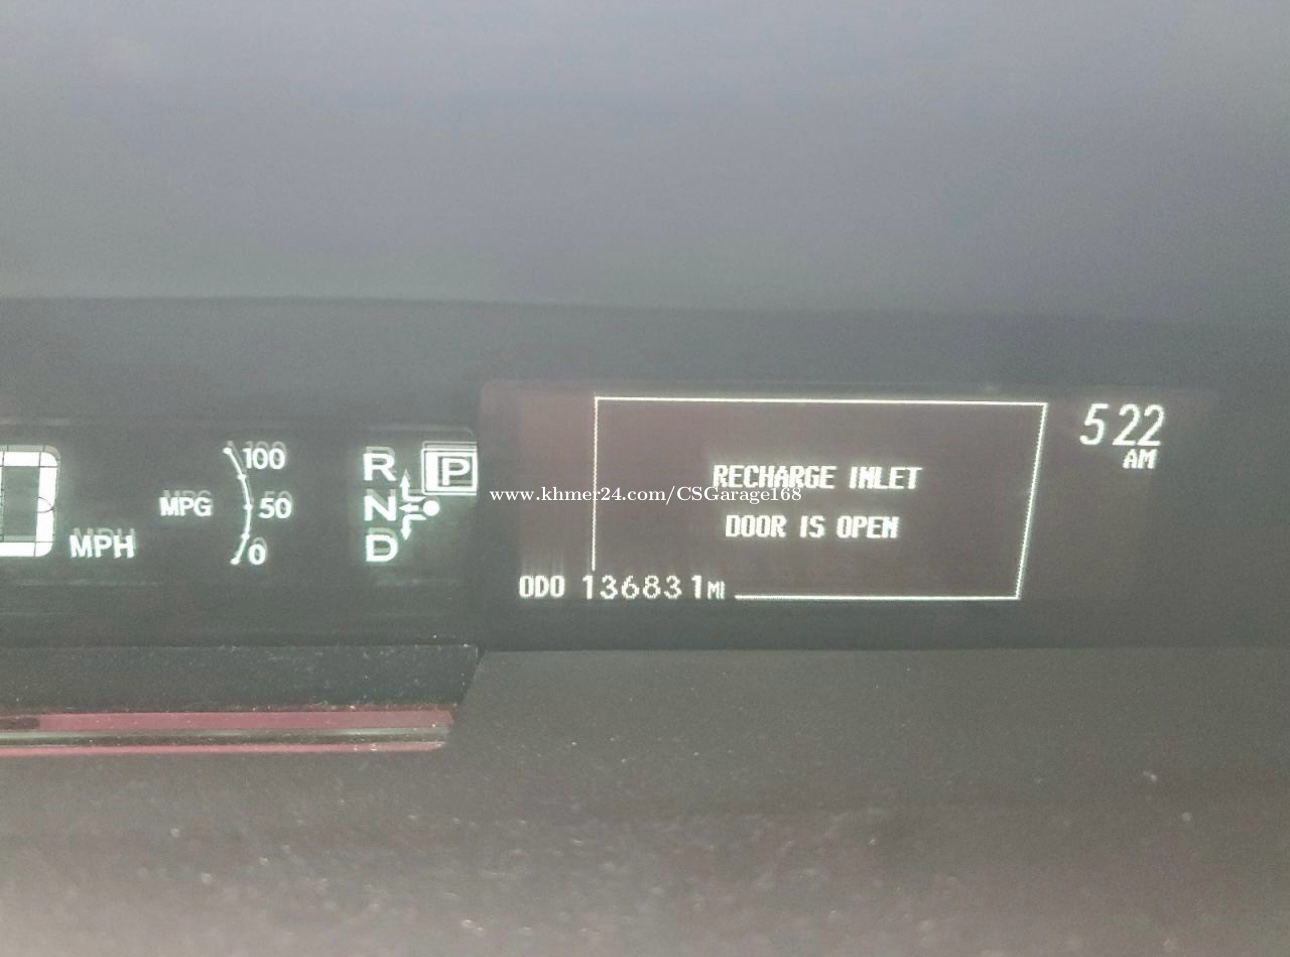 5 22
AM
100
MPG
50
0
MPH
R
P
N
D
RECHARGE INLET
www.khmer24.com/CSGarage168
DOOR IS OPEN
ODO 136831 MI